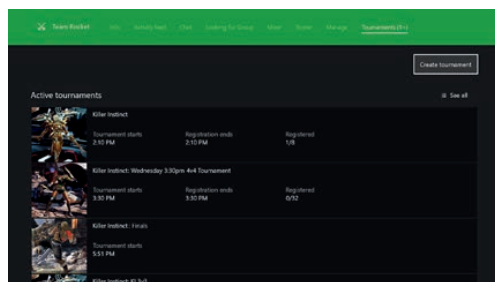 Team Rocket Info Activity feed Chat Looking for Group Mixer Roster Manage Tournaments (9+)
Create tournament
Active tournaments
See all
Killer Instinct
Tournament starts Registration ends Registered
2:10 PM 2:10 PM 1/8
Killer Instinct: Wednesday 3:30pm 4v4 Tournament
Tournament starts Registration ends Registered
3:30 PM 3:30 PM 0/32
Killer Instinct: Finals
Tournament starts
5:51 PM